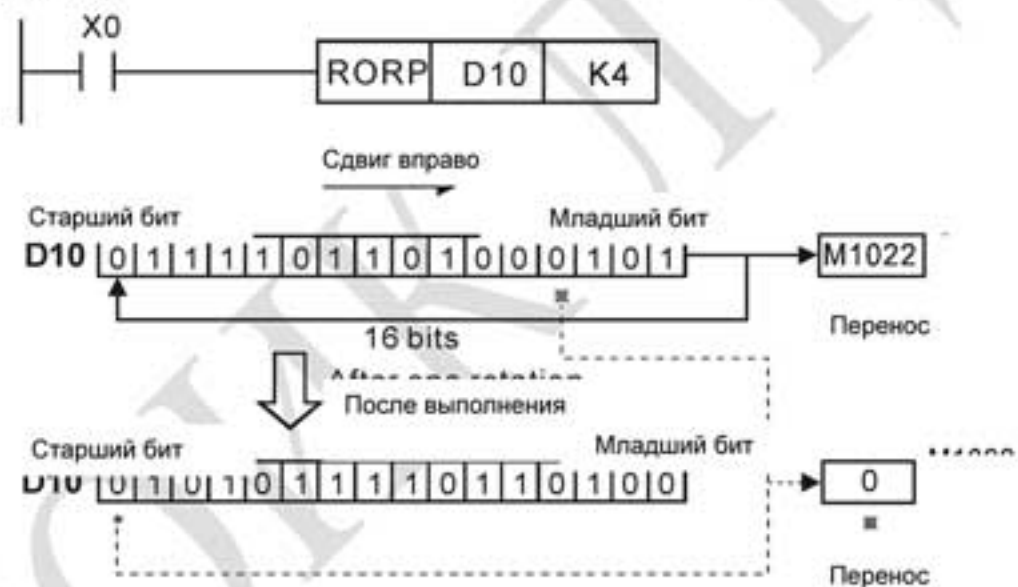 X0
RORP D10 K4
Сдвиг вправо
Старший бит Младший бит
D10 0 1 1 1 1 0 1 1 0 1 0 0 0 1 0 1 M1022
16 bits Перенос
После выполнения
Старший бит Младший бит
D10 0 1 0 1 0 1 1 1 1 0 1 1 0 1 0 0 0
Перенос